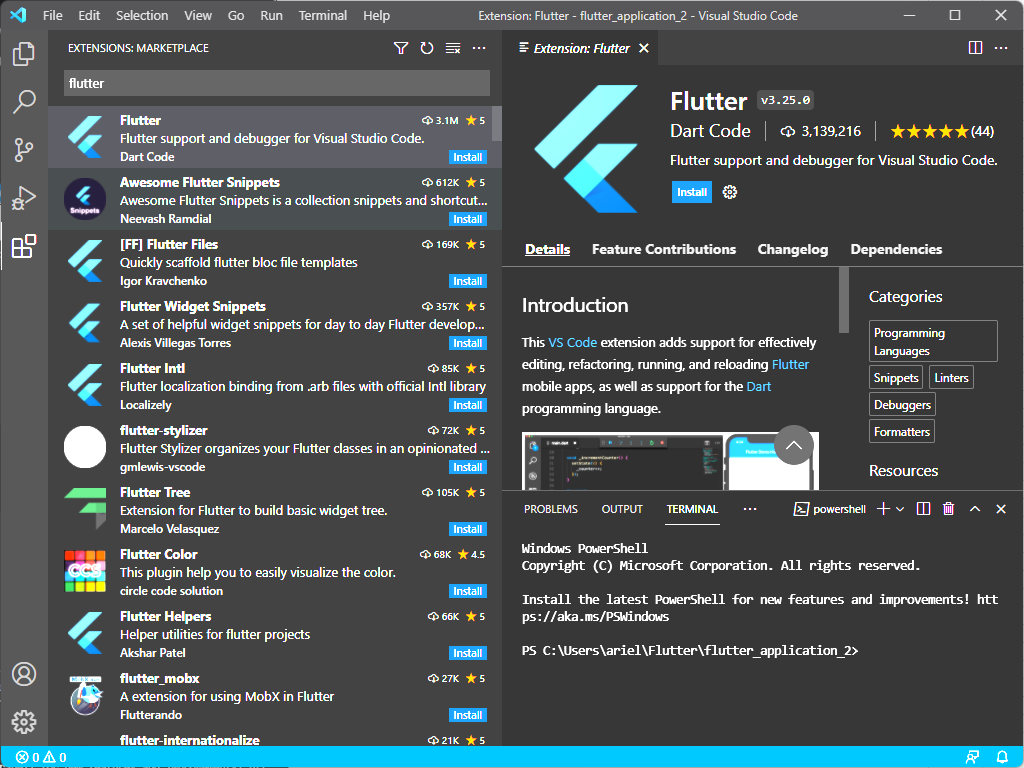 File Edit Selection View Go Run Terminal Help Extension: Flutter - flutter_application_2 - Visual Studio Code
EXTENSIONS: MARKETPLACE
flutter
Flutter 3.1M 5
Flutter support and debugger for Visual Studio Code.
Dart Code Install
Snippets
Awesome Flutter Snippets 612K 5
Awesome Flutter Snippets is a collection snippets and shortcut...
Neevash Ramdial Install
[FF] Flutter Files 169K 5
Quickly scaffold flutter bloc file templates
Igor Kravchenko Install
Flutter Widget Snippets 357K 5
A set of helpful widget snippets for day to day Flutter develop...
Alexis Villegas Torres Install
Flutter Intl 85K 5
Flutter localization binding from .arb files with official Intl library
Localizely Install
flutter-stylizer 72K 5
Flutter Stylizer organizes your Flutter classes in an opinionated ...
gmlewis-vscode Install
Flutter Tree 105K 5
Extension for Flutter to build basic widget tree.
Marcelo Velasquez Install
CCS
Flutter Color 68K 4.5
This plugin help you to easily visualize the color.
circle code solution Install
Flutter Helpers 66K 5
Helper utilities for flutter projects
Akshar Patel Install
flutter_mobx 27K 5
A extension for using MobX in Flutter
Flutterando Install
flutter-internationalize 21K 5
Extension: Flutter
Flutter v3.25.0
Dart Code 3,139,216 (44)
Flutter support and debugger for Visual Studio Code.
Install
Details Feature Contributions Changelog Dependencies
Introduction
This VS Code extension adds support for effectively
editing, refactoring, running, and reloading Flutter
mobile apps, as well as support for the Dart
programming language.
main.dart
void _incrementCounter() {
setState(() {
_counter++;
});
}
Categories
Programming
Languages
Snippets Linters
Debuggers
Formatters
Resources
PROBLEMS OUTPUT TERMINAL ... powershell
Windows PowerShell
Copyright (C) Microsoft Corporation. All rights reserved.
Install the latest PowerShell for new features and improvements! htt
ps://aka.ms/PSWindows
PS C:\Users\ariel\Flutter\flutter_application_2>
0 0